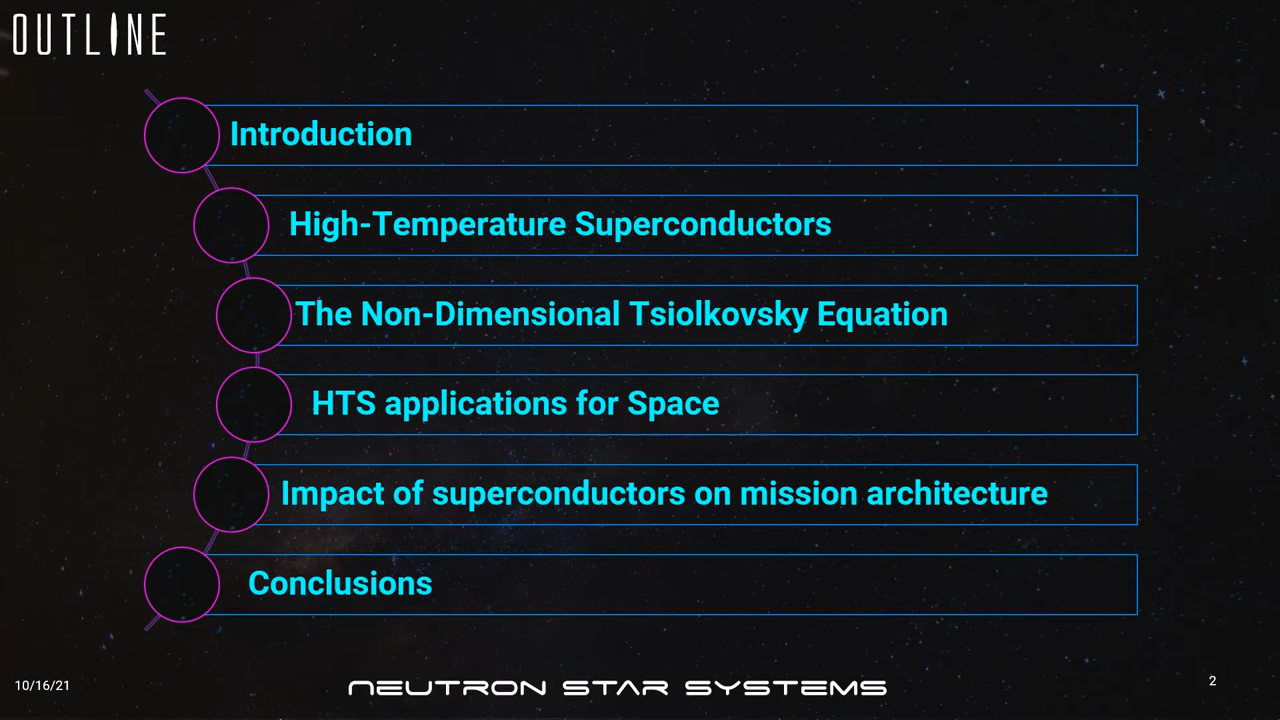 OUTLINE
Introduction
High-Temperature Superconductors
The Non-Dimensional Tsiolkovsky Equation
HTS applications for Space
Impact of superconductors on mission architecture
Conclusions
10/16/21
NEUTRON STAR SYSTEMS
2